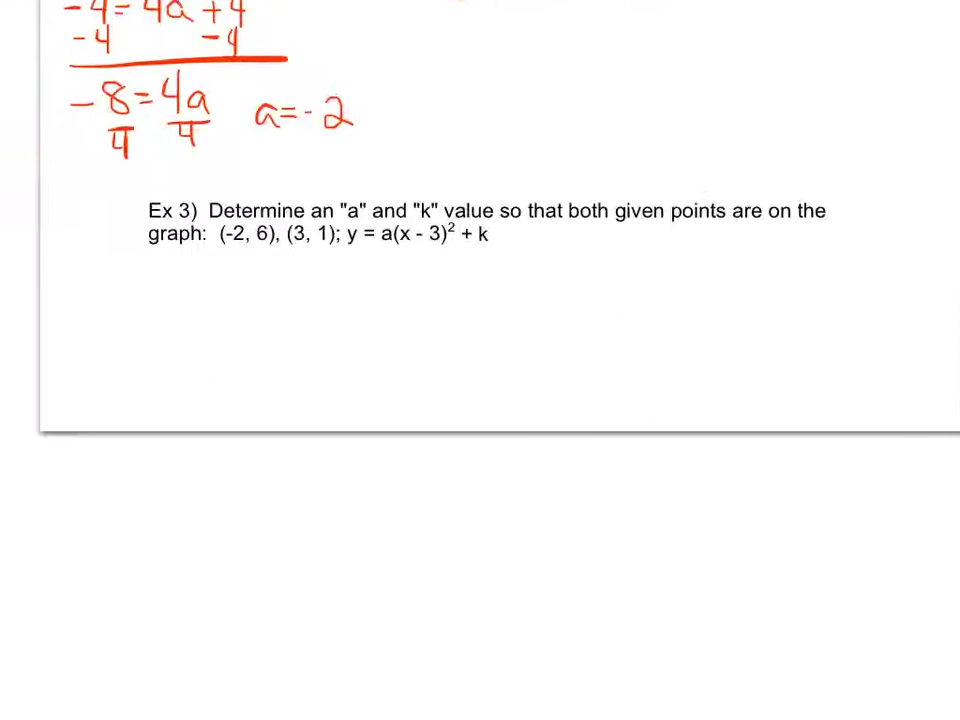 -4 = 4a + 4
-4 -4
-8 = 4a a = -2
4 4
Ex 3) Determine an "a" and "k" value so that both given points are on the
graph: (-2, 6), (3, 1); y = a(x - 3)² + k